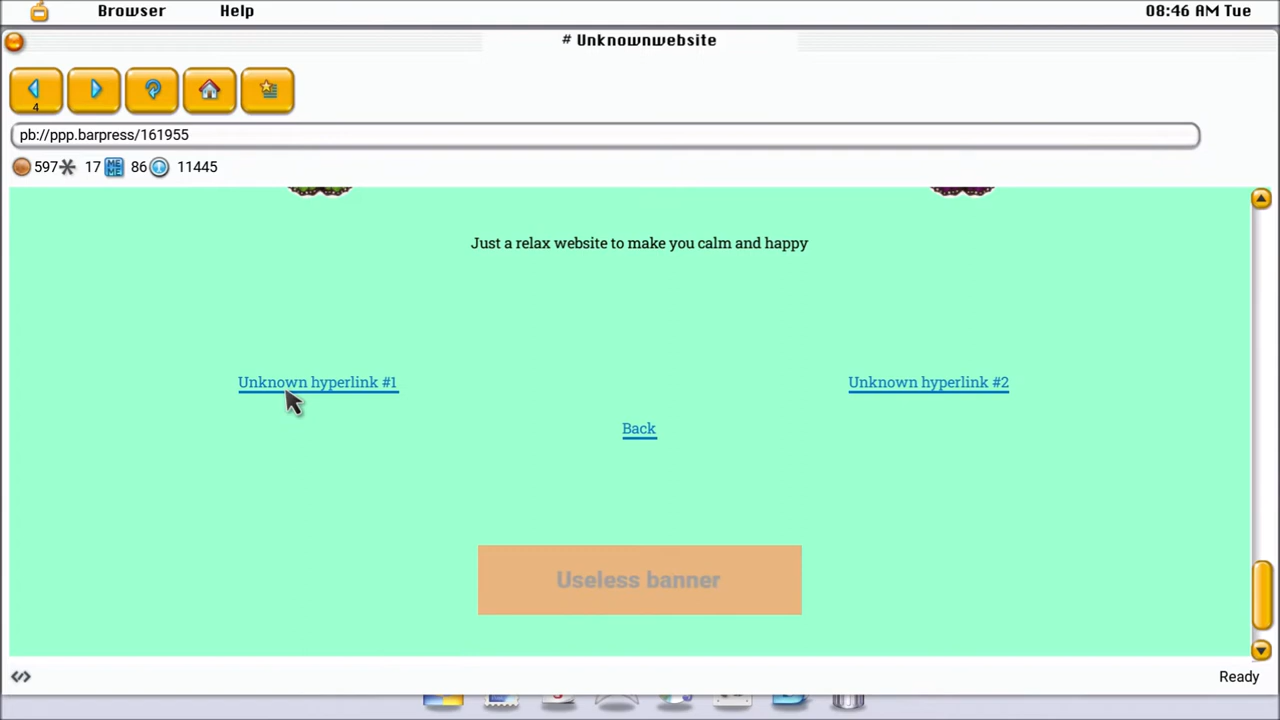 Browser Help 08:46 AM Tue
# Unknownwebsite
4
pb://ppp.barpress/161955
597 17 MEME 86 11445
Just a relax website to make you calm and happy
Unknown hyperlink #1 Unknown hyperlink #2
Back
Useless banner
Ready